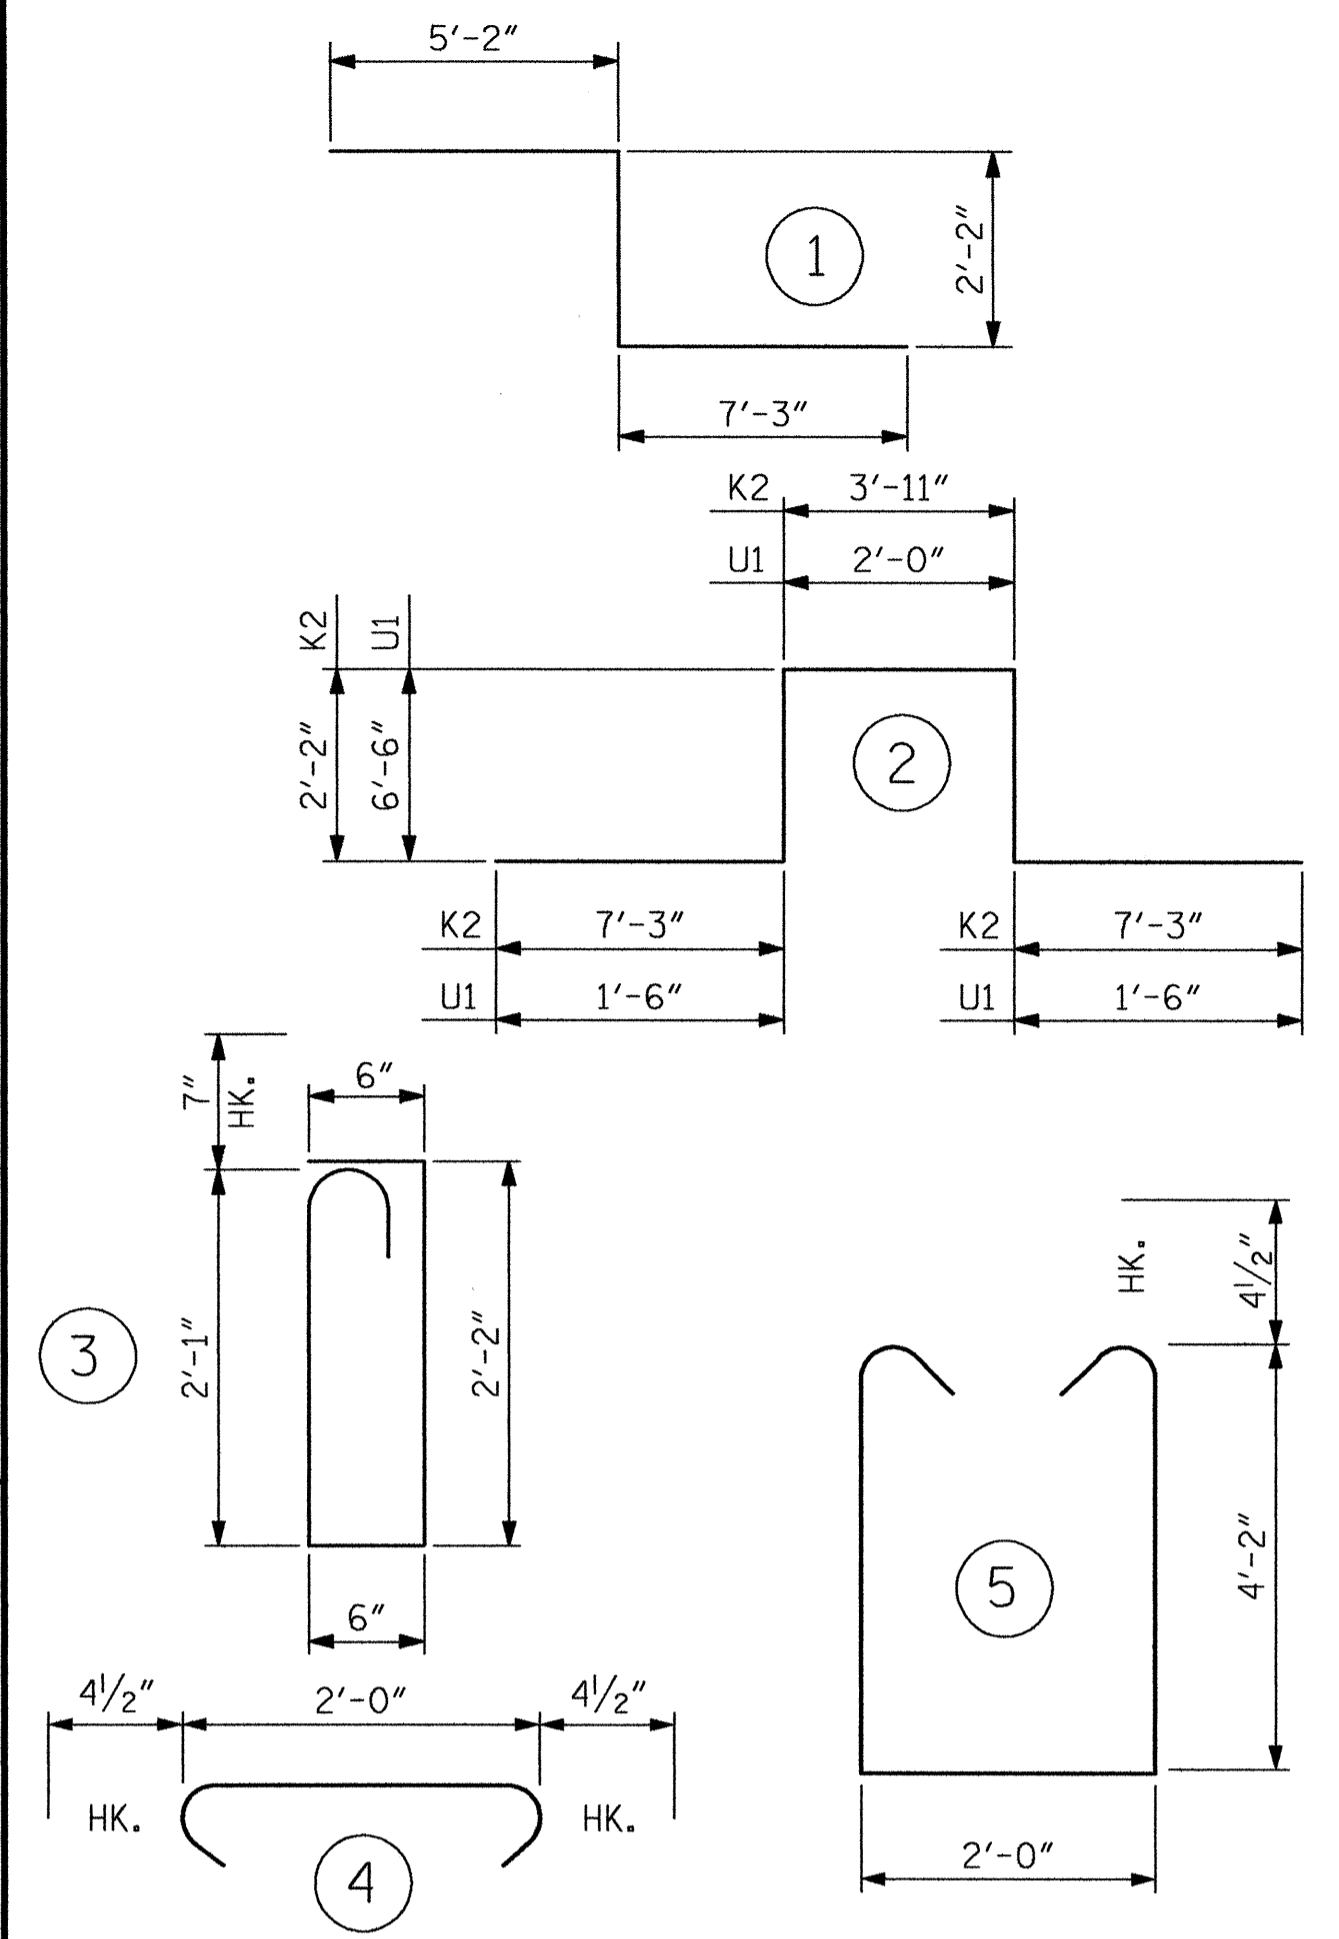 5′-2″
1
2′-2″
7′-3″
K2 3′-11″
U1 2′-0″
K2 U1
2′-2″ 6′-6″
2
K2 7′-3″ K2 7′-3″
U1 1′-6″ U1 1′-6″
7″ HK.
6″
3
2′-1″
2′-2″
6″
HK. 4½″
4′-2″
5
2′-0″
4½″ 2′-0″ 4½″
HK. HK.
4